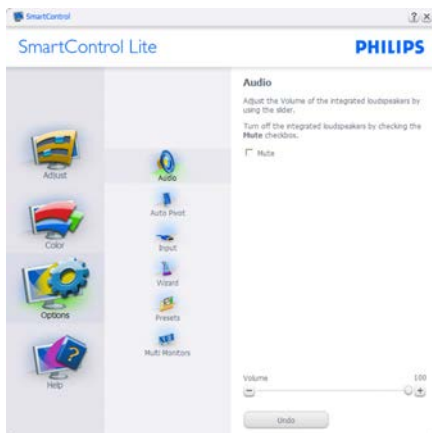 SmartControl
SmartControl Lite
PHILIPS
Adjust
Color
Options
Help
Audio
Auto Pivot
Input
Wizard
Presets
Multi Monitors
Audio
Adjust the Volume of the integrated loudspeakers by
using the slider.
Turn off the integrated loudspeakers by checking the
Mute checkbox.
Mute
Volume 100
Undo